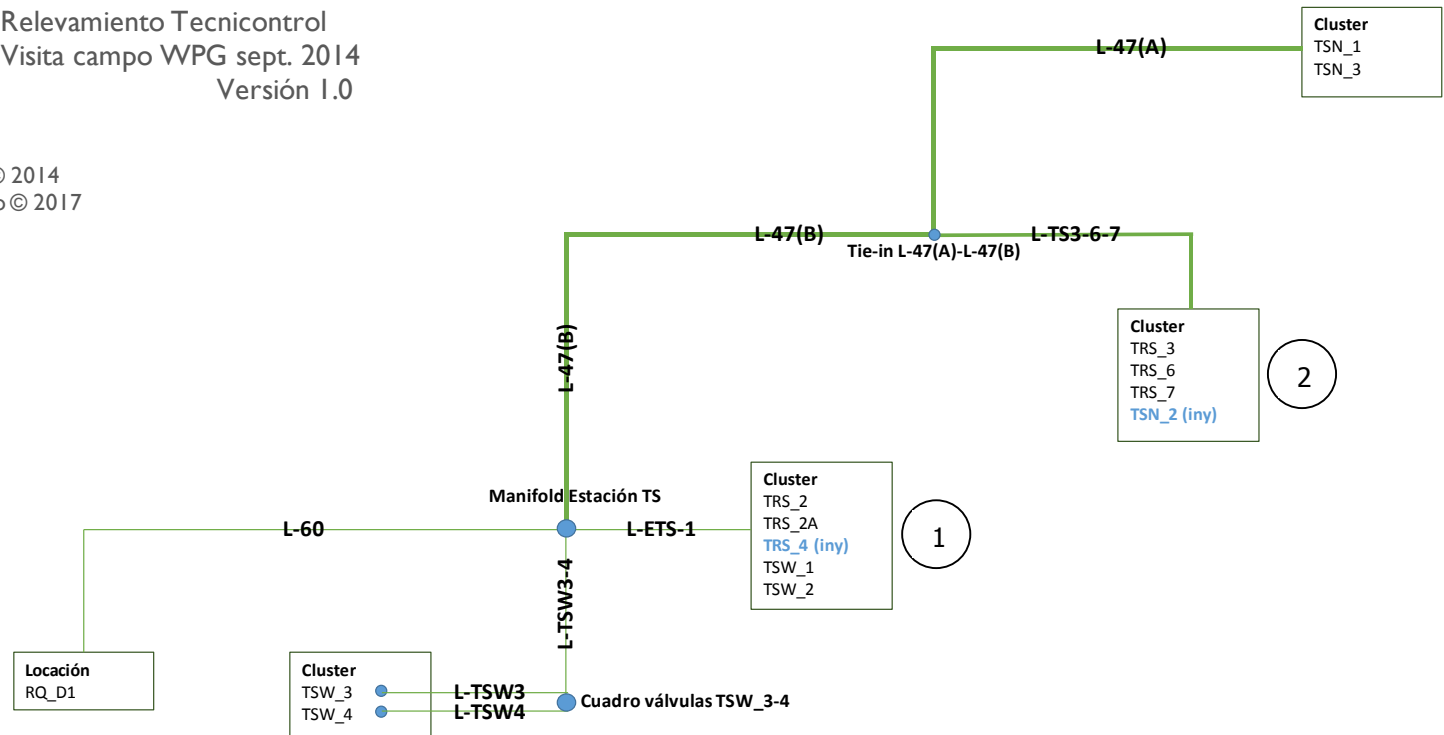 Relevamiento Tecnicontrol
Visita campo WPG sept. 2014
Versión 1.0
© 2014
© 2017
Cluster
TSN_1
TSN_3
L-47(A)
L-47(B)
L-TS3-6-7
Tie-in L-47(A)-L-47(B)
Cluster
TRS_3
TRS_6
TRS_7
TSN_2 (iny)
2
L-47(B)
Manifold Estación TS
L-60
L-ETS-1
Cluster
TRS_2
TRS_2A
TRS_4 (iny)
TSW_1
TSW_2
1
L-TSW3-4
Locación
RQ_D1
Cluster
TSW_3
TSW_4
L-TSW3
L-TSW4
Cuadro válvulas TSW_3-4